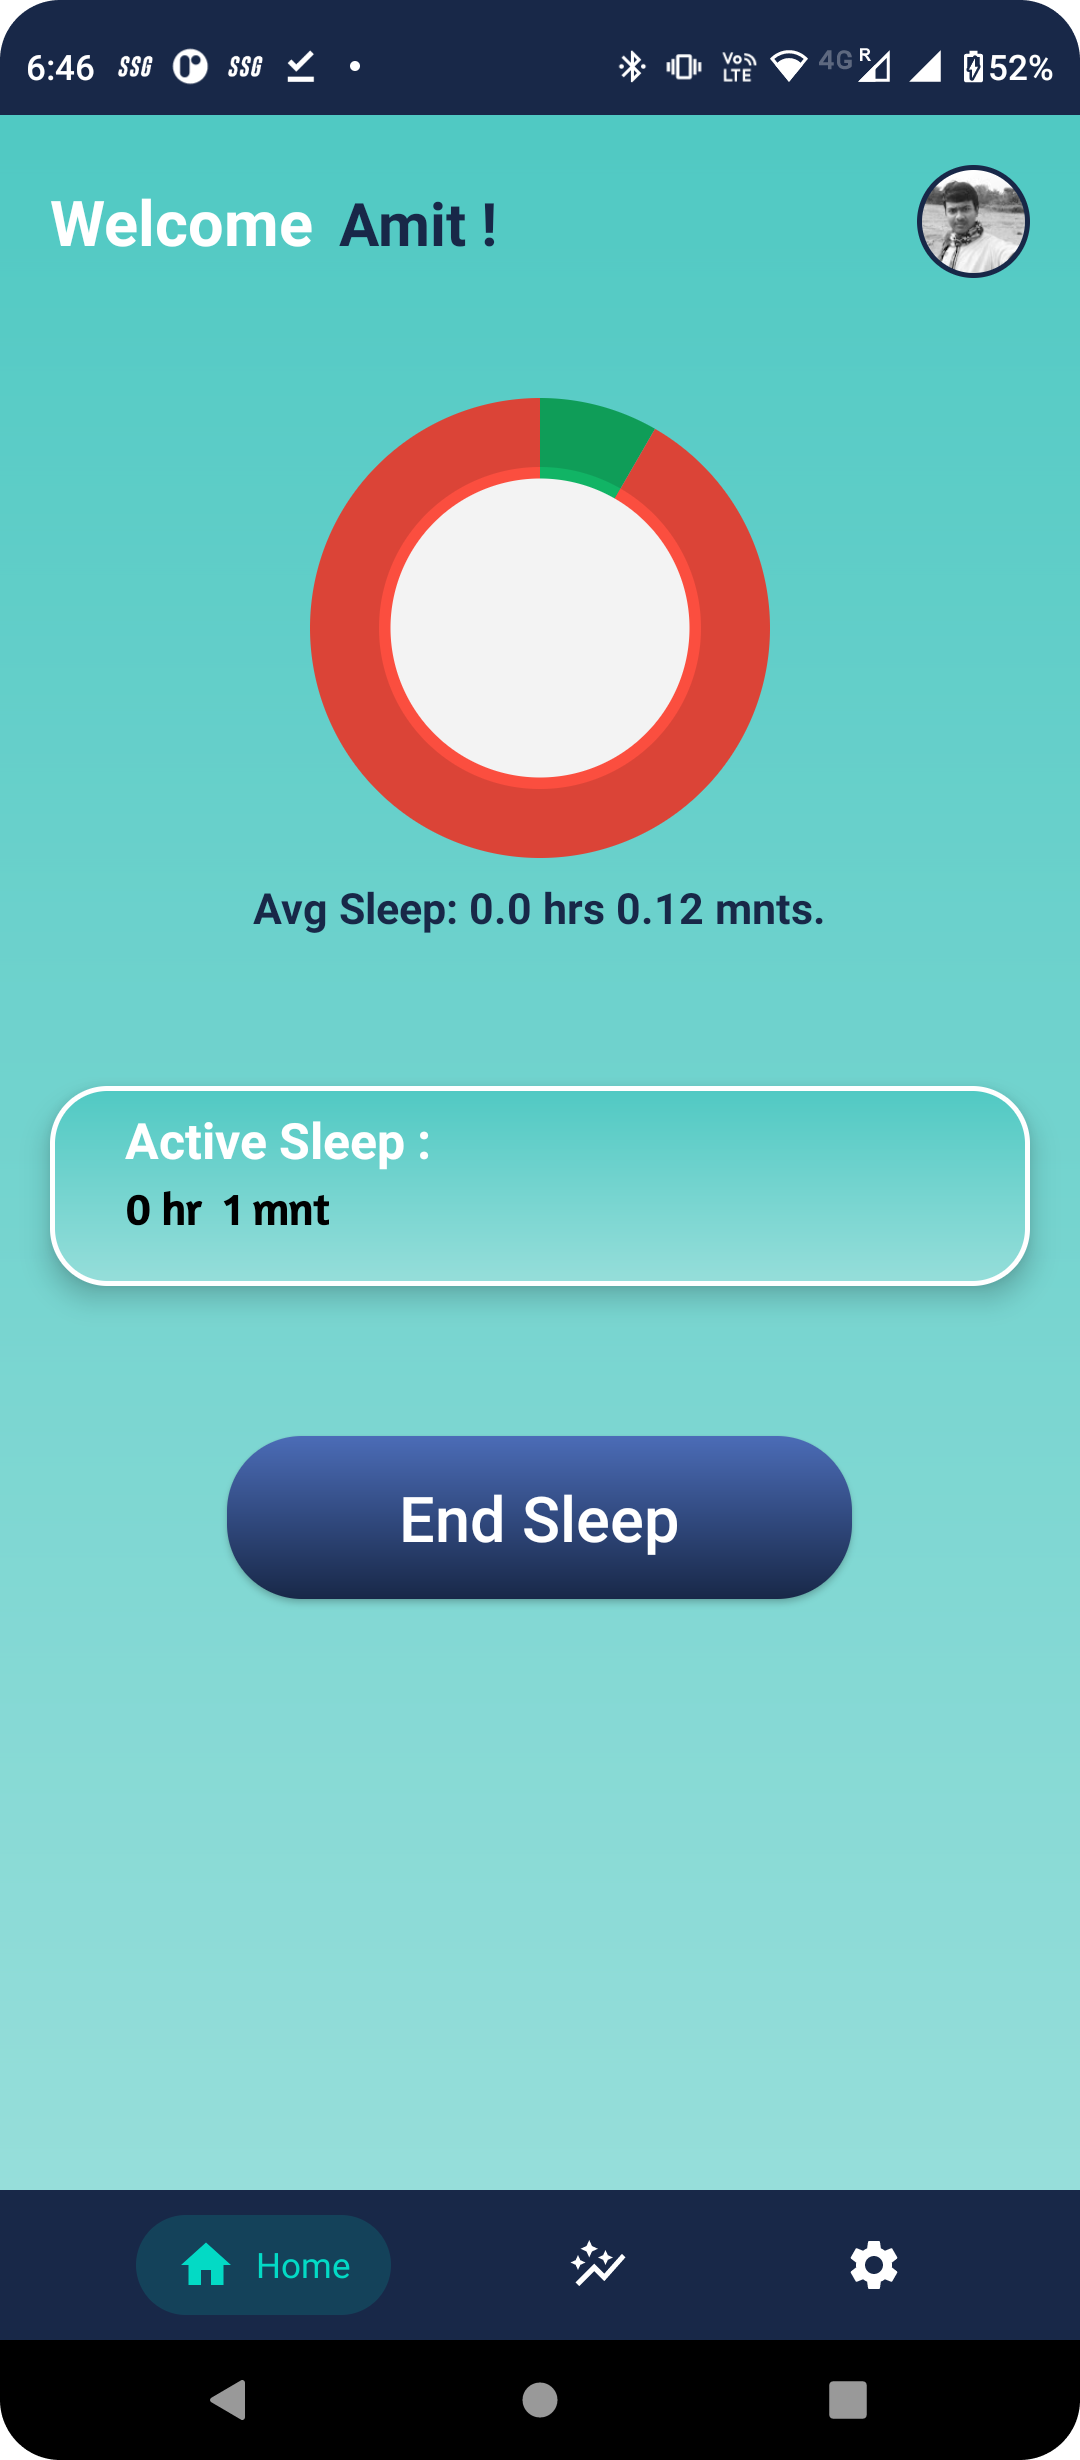 6:46 SSG SSG Vo LTE 4G R 52%
Welcome Amit !
Avg Sleep: 0.0 hrs 0.12 mnts.
Active Sleep :
0 hr 1 mnt
End Sleep
Home